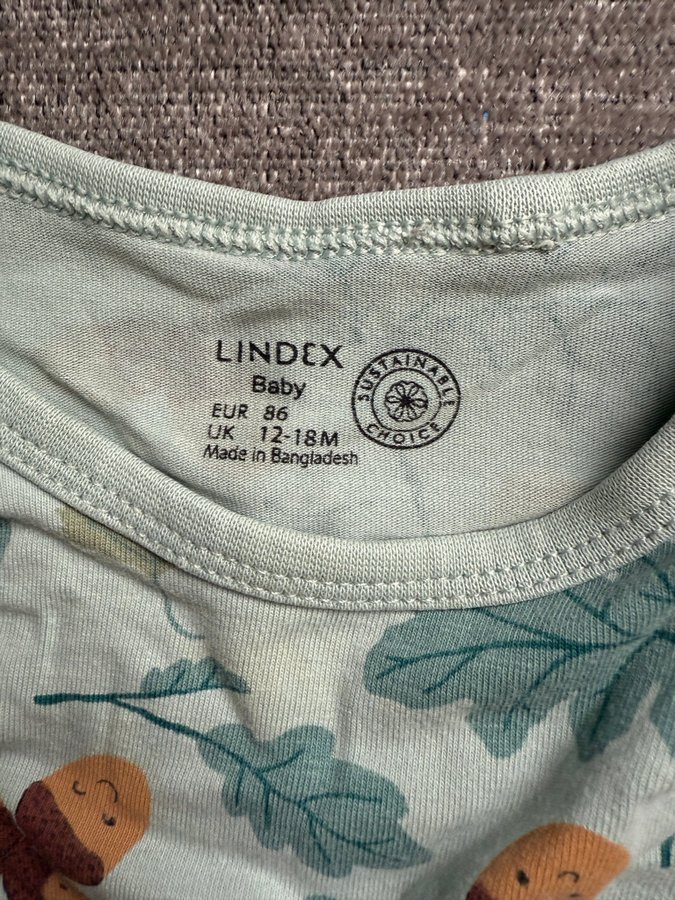 LINDEX
Baby
EUR 86
UK 12-18M
Made in Bangladesh
SUSTAINABLE
CHOICE